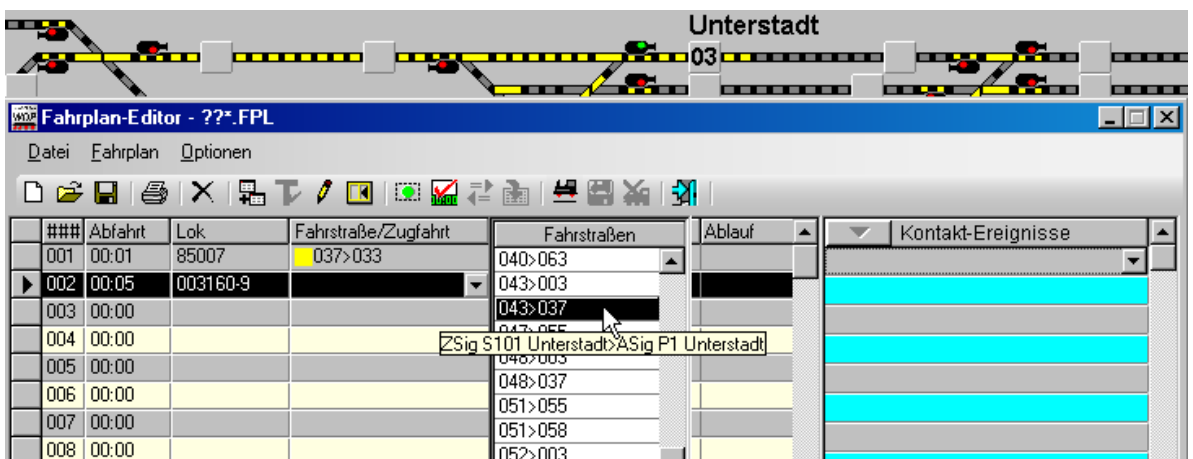 Unterstadt
03
Fahrplan-Editor - ??*.FPL
Datei Fahrplan Optionen
### Abfahrt Lok Fahrstraße/Zugfahrt Fahrstraßen Ablauf Kontakt-Ereignisse
001 00:01 85007 037>033 040>063
043>003
002 00:05 003160-9
003 00:00 043>037
004 00:00 ZSig S101 Unterstadt>ASig P1 Unterstadt
005 00:00
006 00:00 048>037
051>055
007 00:00 051>058
008 00:00 052>003